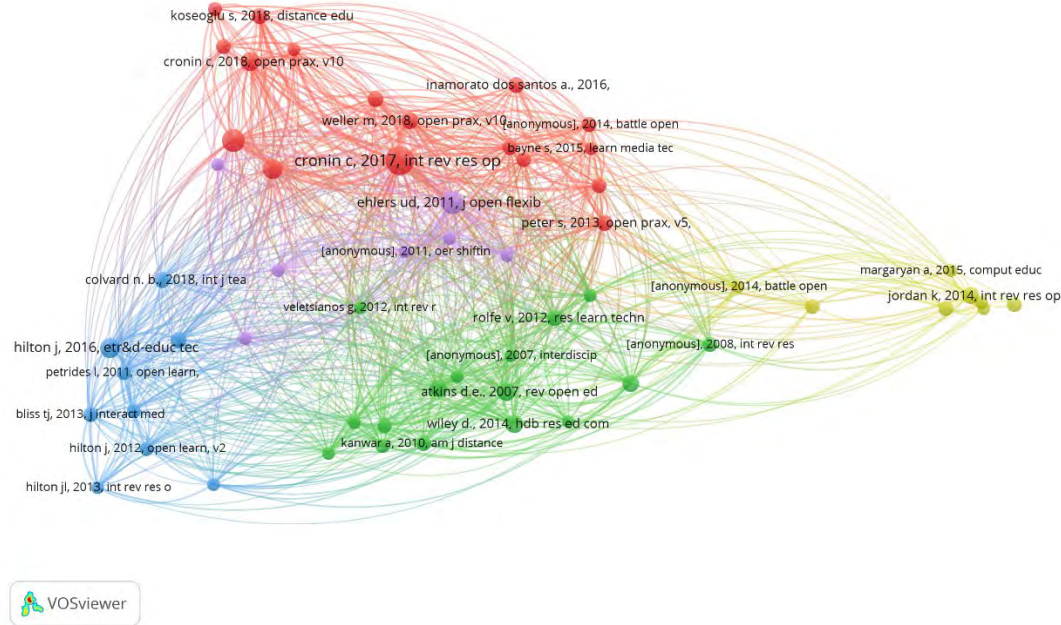 koseoglu s, 2018, distance edu
cronin c, 2018, open prax, v10
inamorato dos santos a., 2016,
weller m, 2018, open prax, v10
[anonymous], 2014, battle open
bayne s, 2015, learn media tec
cronin c, 2017, int rev res op
ehlers ud, 2011, j open flexib
peter s, 2013, open prax, v5,
[anonymous], 2011, oer shiftin
margaryan a, 2015, comput educ
colvard n. b., 2018, int j tea
[anonymous], 2014, battle open
jordan k, 2014, int rev res op
veletsianos g, 2012, int rev r
rolfe v, 2012, res learn techn
[anonymous], 2008, int rev res
hilton j, 2016, etr&d-educ tec
[anonymous], 2007, interdiscip
petrides l, 2011, open learn,
atkins d.e., 2007, rev open ed
bliss tj, 2013, j interact med
wiley d., 2014, hdb res ed com
kanwar a, 2010, am j distance
hilton j, 2012, open learn, v2
hilton jl, 2013, int rev res o
VOSviewer